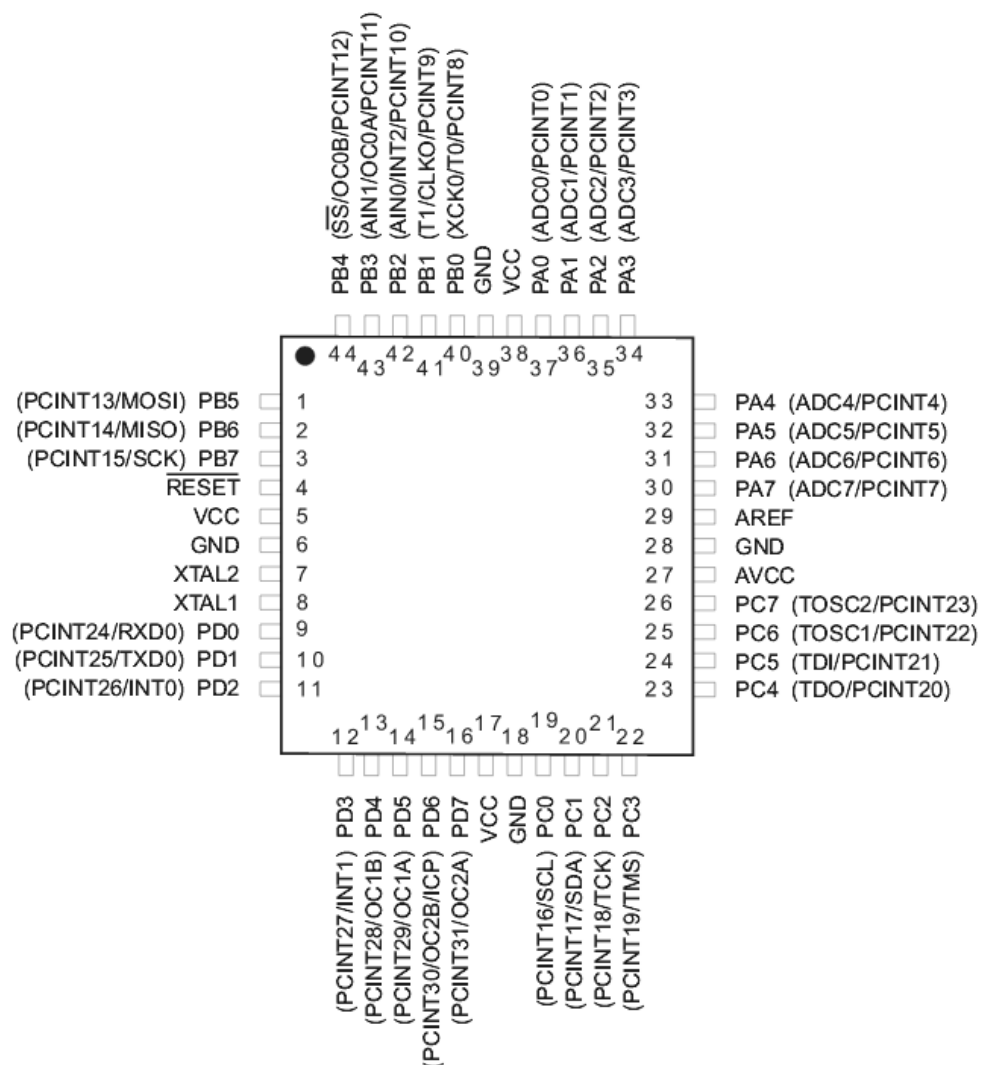 PB4 (SS/OC0B/PCINT12)
PB3 (AIN1/OC0A/PCINT11)
PB2 (AIN0/INT2/PCINT10)
PB1 (T1/CLKO/PCINT9)
PB0 (XCK0/T0/PCINT8)
GND
VCC
PA0 (ADC0/PCINT0)
PA1 (ADC1/PCINT1)
PA2 (ADC2/PCINT2)
PA3 (ADC3/PCINT3)
44 43 42 41 40 39 38 37 36 35 34
(PCINT13/MOSI) PB5 1
(PCINT14/MISO) PB6 2
(PCINT15/SCK) PB7 3
RESET 4
VCC 5
GND 6
XTAL2 7
XTAL1 8
(PCINT24/RXD0) PD0 9
(PCINT25/TXD0) PD1 10
(PCINT26/INT0) PD2 11
33 PA4 (ADC4/PCINT4)
32 PA5 (ADC5/PCINT5)
31 PA6 (ADC6/PCINT6)
30 PA7 (ADC7/PCINT7)
29 AREF
28 GND
27 AVCC
26 PC7 (TOSC2/PCINT23)
25 PC6 (TOSC1/PCINT22)
24 PC5 (TDI/PCINT21)
23 PC4 (TDO/PCINT20)
12 13 14 15 16 17 18 19 20 21 22
(PCINT27/INT1) PD3
(PCINT28/OC1B) PD4
(PCINT29/OC1A) PD5
(PCINT30/OC2B/ICP) PD6
(PCINT31/OC2A) PD7
VCC
GND
(PCINT16/SCL) PC0
(PCINT17/SDA) PC1
(PCINT18/TCK) PC2
(PCINT19/TMS) PC3